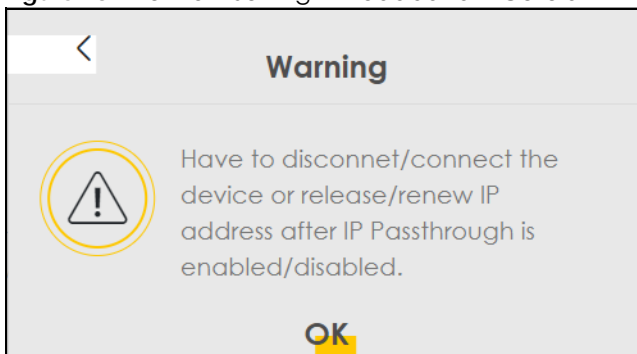 Warning
Have to disconnet/connect the
device or release/renew IP
address after IP Passthrough is
enabled/disabled.
OK